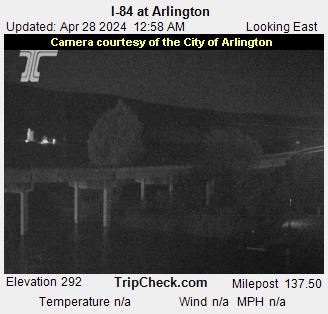 I-84 at Arlington
Updated: Apr 28 2024 12:58 AM Looking East
Camera courtesy of the City of Arlington
Elevation 292 TripCheck.com Milepost 137.50
Temperature n/a Wind n/a MPH n/a